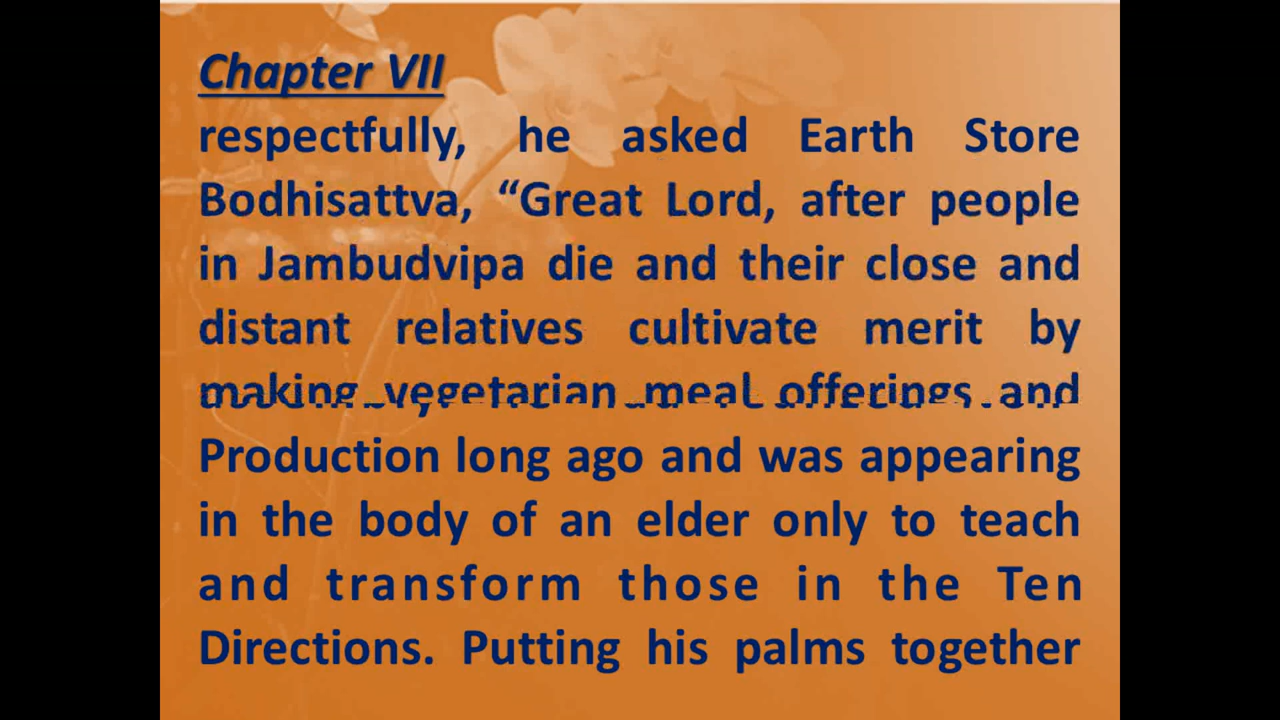 Chapter VII
respectfully, he asked Earth Store
Bodhisattva, “Great Lord, after people
in Jambudvipa die and their close and
distant relatives cultivate merit by
making vegetarian meal offerings and
Production long ago and was appearing
in the body of an elder only to teach
and transform those in the Ten
Directions. Putting his palms together